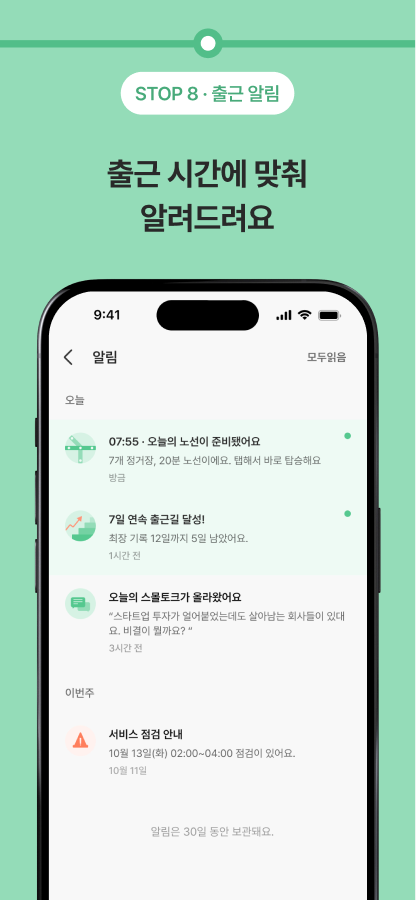 STOP 8 · 출근 알림
출근 시간에 맞춰
알려드려요
9:41
알림
모두읽음
오늘
07:55 · 오늘의 노선이 준비됐어요
7개 정거장, 20분 노선이에요. 탭해서 바로 탑승해요
방금
7일 연속 출근길 달성!
최장 기록 12일까지 5일 남았어요.
1시간 전
오늘의 스몰토크가 올라왔어요
“스타트업 투자가 얼어붙었는데도 살아남는 회사들이 있대
요. 비결이 뭘까요? “
3시간 전
이번주
서비스 점검 안내
10월 13일(화) 02:00~04:00 점검이 있어요.
10월 11일
알림은 30일 동안 보관돼요.